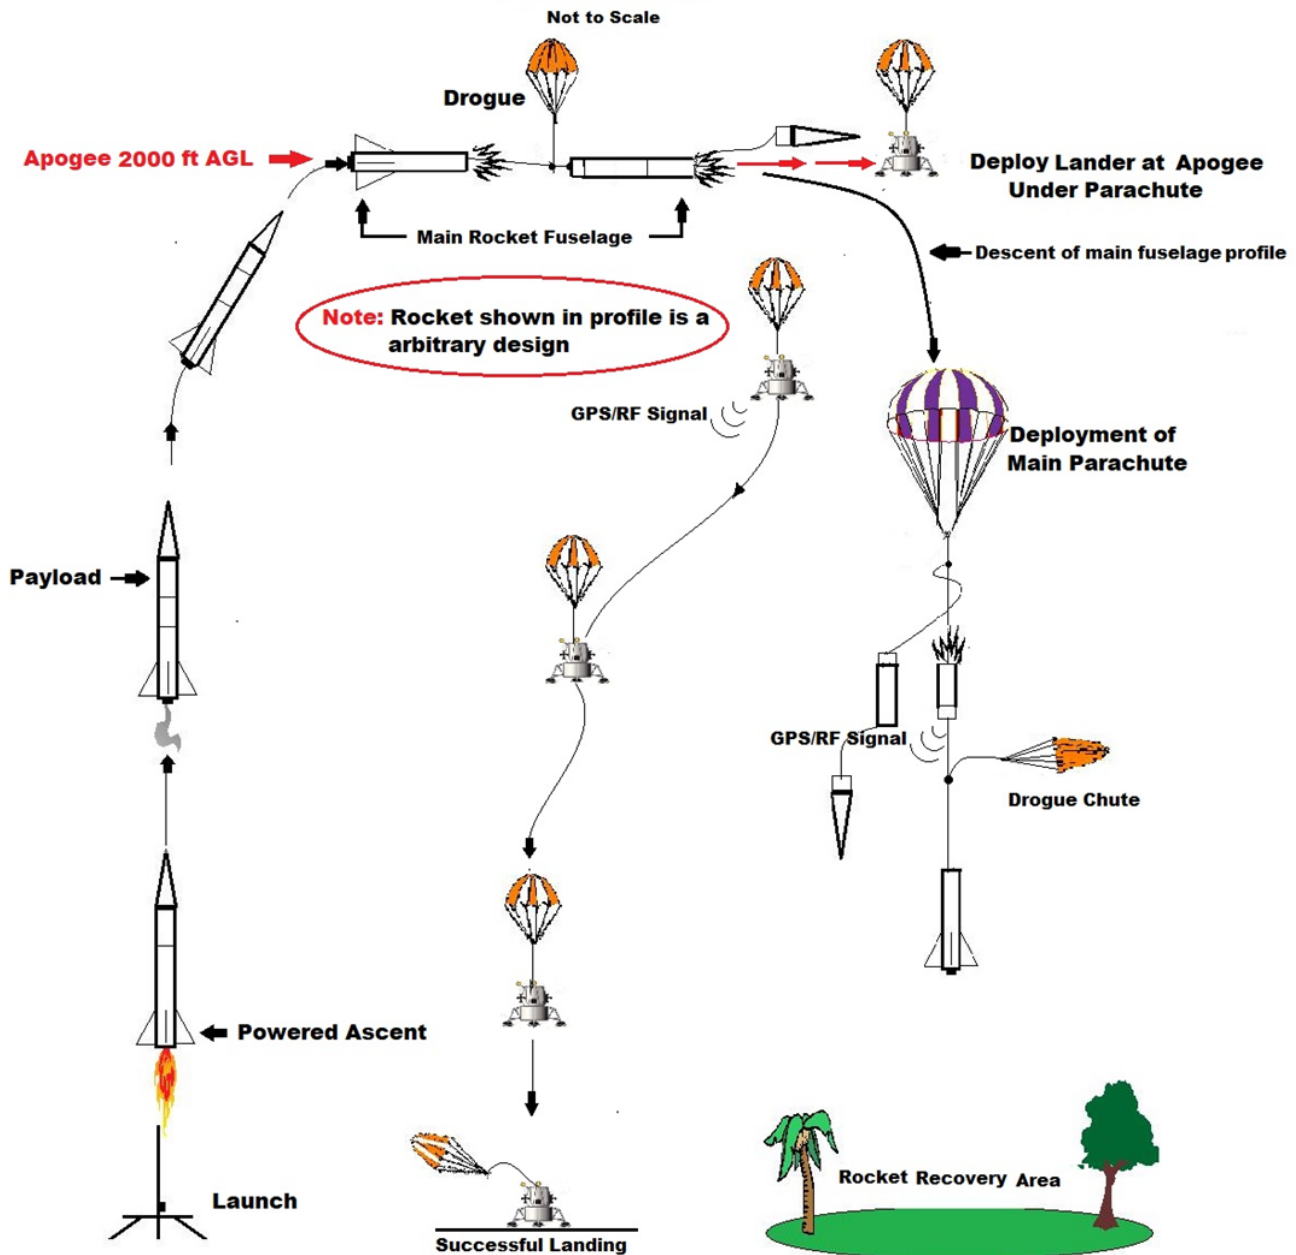 Not to Scale
Drogue
Apogee 2000 ft AGL
Deploy Lander at Apogee
Under Parachute
Main Rocket Fuselage
Descent of main fuselage profile
Note: Rocket shown in profile is a
arbitrary design
GPS/RF Signal
Deployment of
Main Parachute
Payload
GPS/RF Signal
Drogue Chute
Powered Ascent
Rocket Recovery Area
Launch
Successful Landing